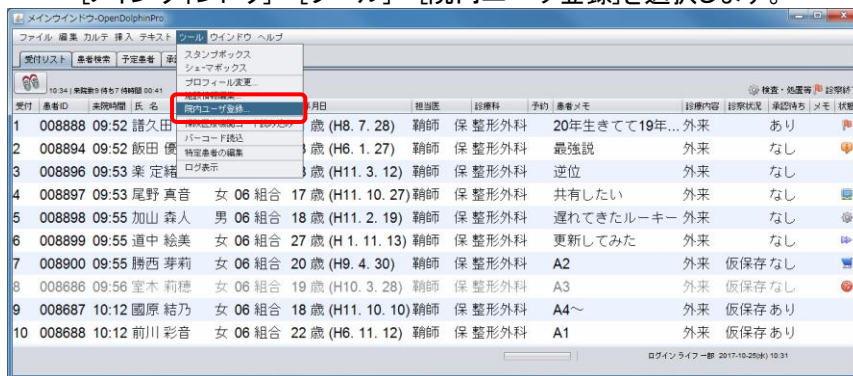 [メインウィンドウ]－[ツール]－[院内ユーザ登録]を選択します。
メインウインドウ-OpenDolphinPro
ファイル 編集 カルテ 挿入 テキスト ツール ウインドウ ヘルプ
受付リスト 患者検索 予定患者
スタンプボックス
シェーマボックス
プロフィール変更...
施設情報編集...
院内ユーザ登録...
バーコード読込
特定患者の編集
ログ表示
10:34 | 来院数9 待ち7 待時間 00:41 検査・処置等 診察終了
受付 患者ID 来院時間 氏 名 月日 担当医 診療科 予約 患者メモ 診療内容 診察状況 承認待ち メモ 状態
1 008888 09:52 譜久田 歳 (H8. 7. 28) 鞘師 保 整形外科 20年生きてて19年... 外来 あり
2 008894 09:52 飯田 歳 (H6. 1. 27) 鞘師 保 整形外科 最強説 外来 なし
3 008896 09:53 楽 定 歳 (H11. 3. 12) 鞘師 保 整形外科 逆位 外来 なし
4 008897 09:53 尾野 真音 女 06 組合 17 歳 (H11. 10. 27) 鞘師 保 整形外科 共有したい 外来 なし
5 008898 09:55 加山 森人 男 06 組合 18 歳 (H11. 2. 19) 鞘師 保 整形外科 遅れてきたルーキー 外来 なし
6 008899 09:55 道中 絵美 女 06 組合 27 歳 (H 1. 11. 13) 鞘師 保 整形外科 更新してみた 外来 なし
7 008900 09:55 勝西 芽莉 女 06 組合 20 歳 (H9. 4. 30) 鞘師 保 整形外科 A2 外来 仮保存 なし
8 008686 09:56 室木 莉穂 女 06 組合 19 歳 (H10. 3. 28) 鞘師 保 整形外科 A3 外来 仮保存 なし
9 008687 10:12 國原 結乃 女 06 組合 18 歳 (H11. 10. 10) 鞘師 保 整形外科 A4～ 外来 仮保存 あり
10 008688 10:12 前川 彩音 女 06 組合 22 歳 (H6. 11. 12) 鞘師 保 整形外科 A1 外来 仮保存 あり
ログイン ライフ一郎 2017-10-25(水) 10:31